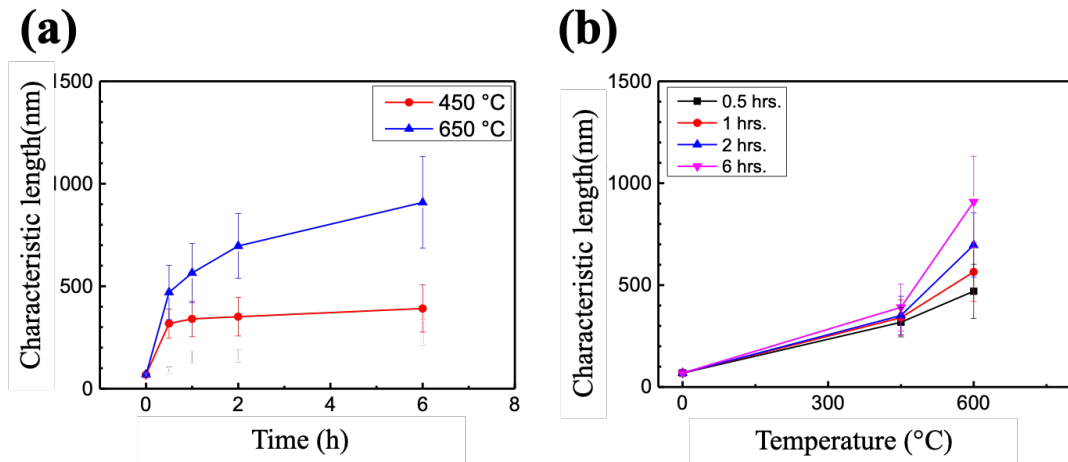 (a)
Characteristic length(nm)
1500
1000
500
0
450 °C
650 °C
0 2 4 6 8
Time (h)
(b)
Characteristic length(nm)
1500
1000
500
0
0.5 hrs.
1 hrs.
2 hrs.
6 hrs.
0 300 600
Temperature (°C)